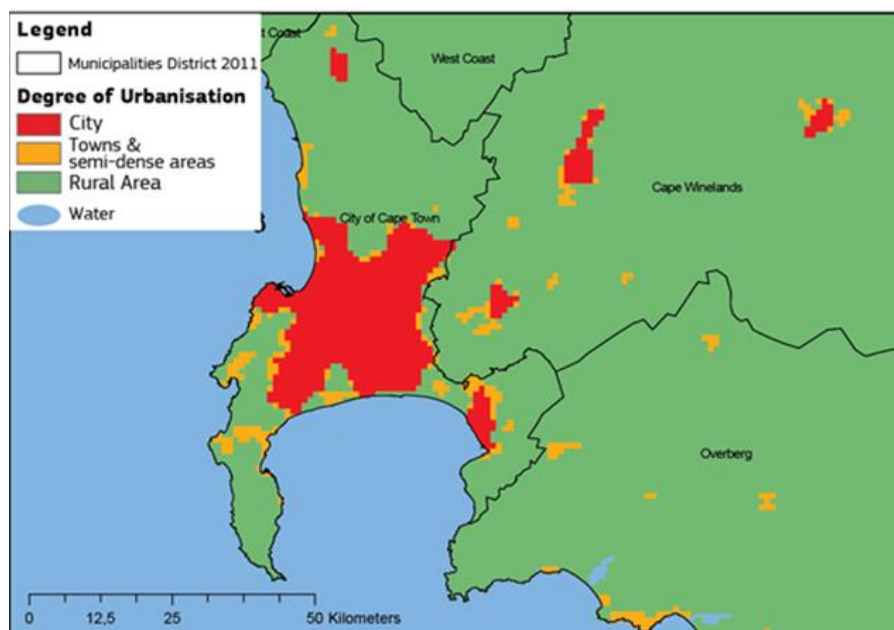 Legend
Municipalities District 2011
Degree of Urbanisation
City
Towns &
semi-dense areas
Rural Area
Water
t Coast
West Coast
Cape Winelands
City of Cape Town
Overberg
0 12,5 25 50 Kilometers